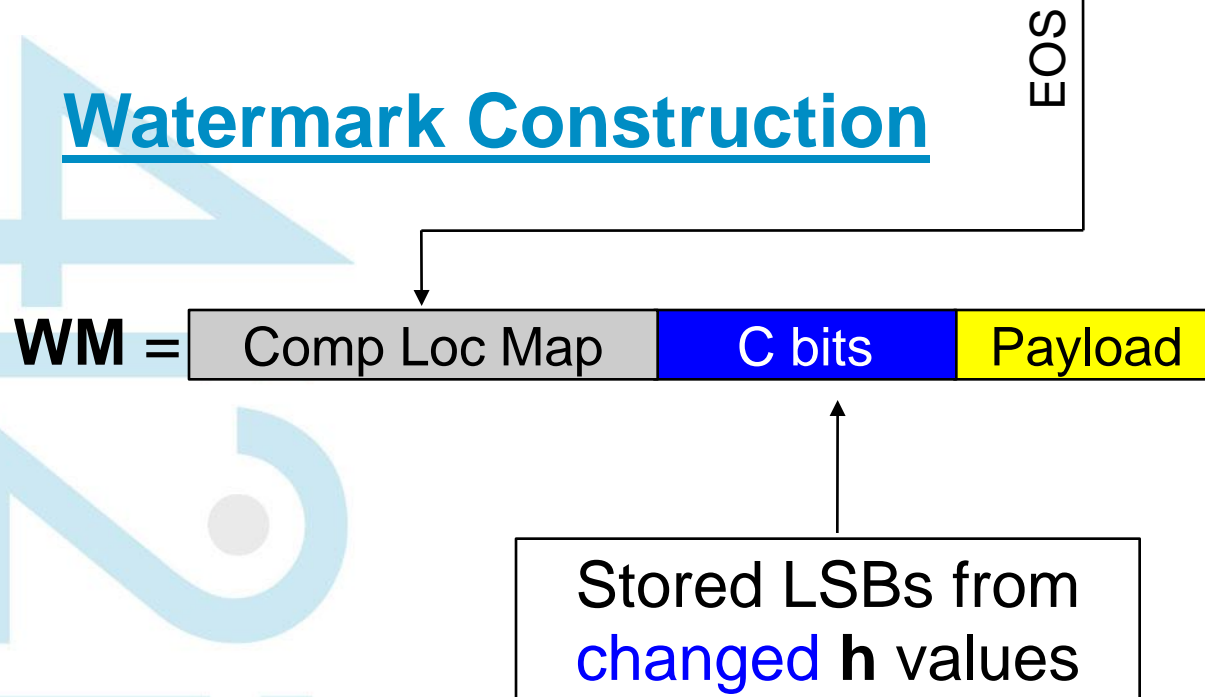 EOS
Watermark Construction
WM = Comp Loc Map C bits Payload
Stored LSBs from
changed h values